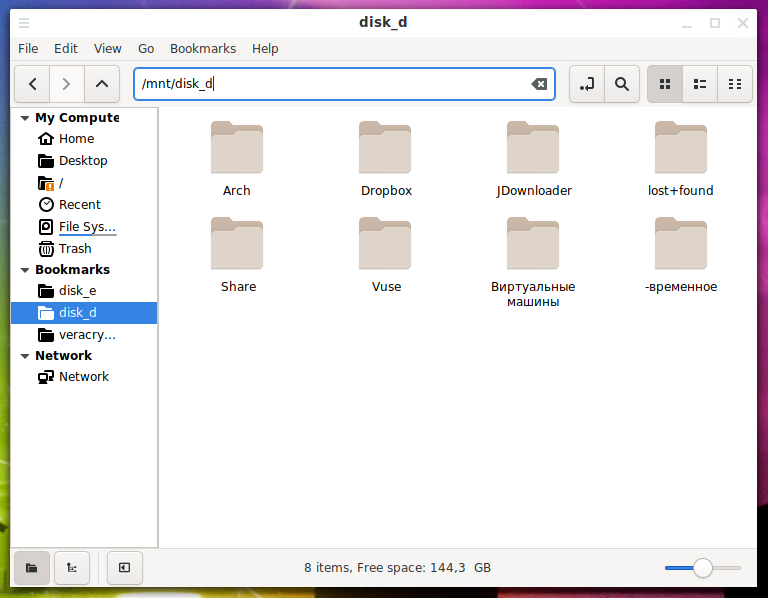 disk_d
File Edit View Go Bookmarks Help
/mnt/disk_d
My Compute
Home
Desktop
/
Recent
File Sys...
Trash
Bookmarks
disk_e
disk_d
veracry...
Network
Network
Arch Dropbox JDownloader lost+found
Share Vuse Виртуальные машины -временное
8 items, Free space: 144,3 GB